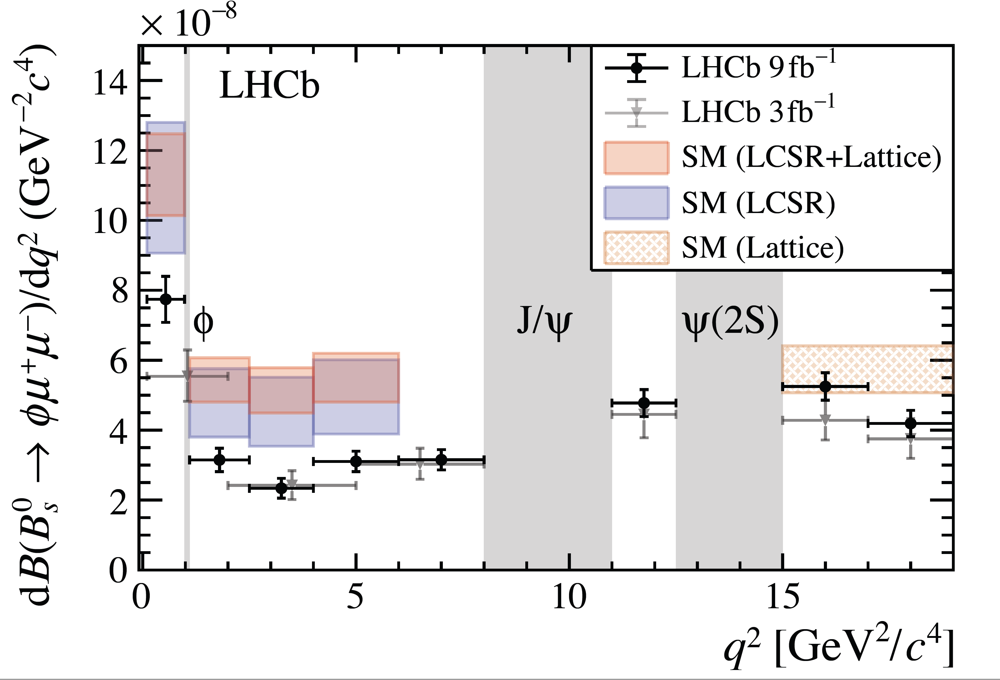 × 10⁻⁸
dB(B⁰ₛ → ϕμ⁺μ⁻)/dq² (GeV⁻²c⁴)
14
12
10
8
6
4
2
0
LHCb
LHCb 9 fb⁻¹
LHCb 3 fb⁻¹
SM (LCSR+Lattice)
SM (LCSR)
SM (Lattice)
ϕ
J/ψ
ψ(2S)
0 5 10 15
q² [GeV²/c⁴]